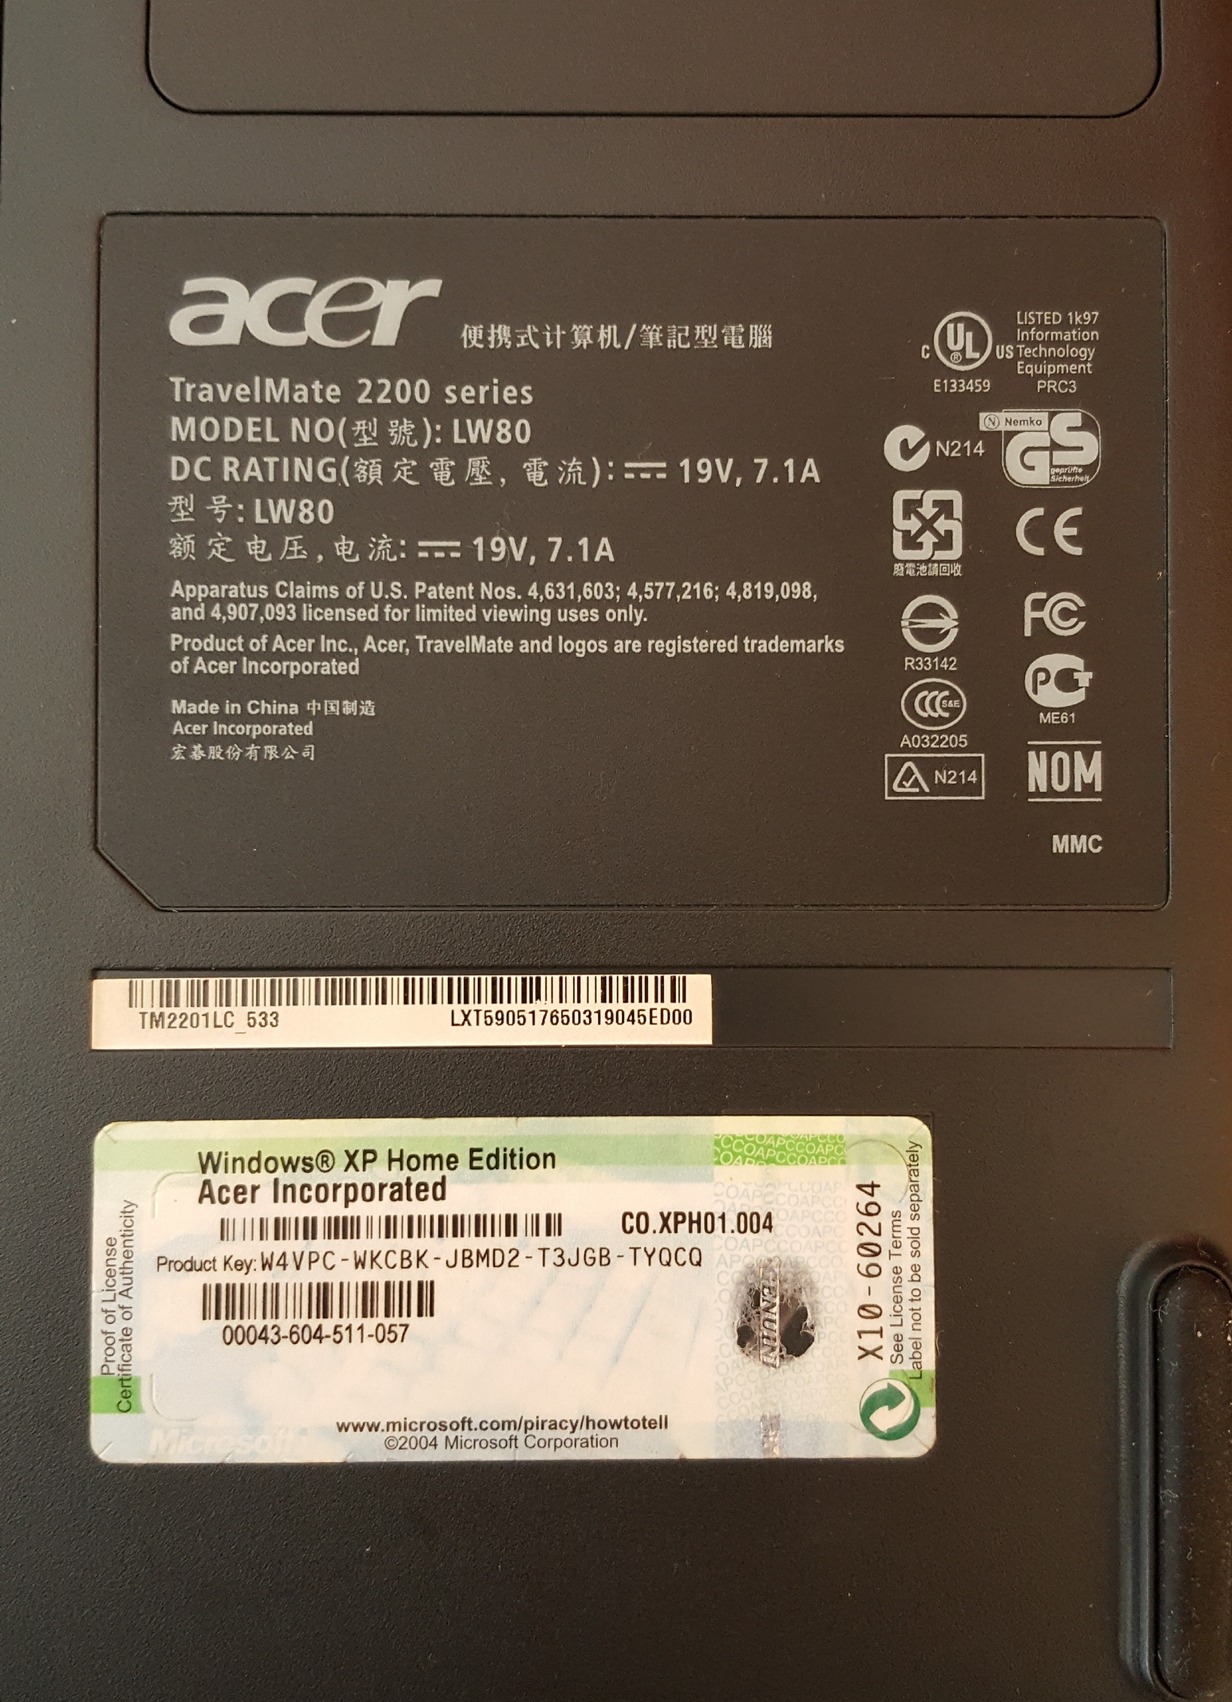 acer 便携式计算机/筆記型電腦
TravelMate 2200 series
MODEL NO(型號): LW80
DC RATING(額定電壓, 電流): 19V, 7.1A
型号: LW80
额定电压,电流: 19V, 7.1A
Apparatus Claims of U.S. Patent Nos. 4,631,603; 4,577,216; 4,819,098,
and 4,907,093 licensed for limited viewing uses only.
Product of Acer Inc., Acer, TravelMate and logos are registered trademarks
of Acer Incorporated
Made in China 中国制造
Acer Incorporated
宏碁股份有限公司
C UL ® US
E133459
LISTED 1k97
Information
Technology
Equipment
PRC3
N214
N Nemko
GS
geprüfte
Sicherheit
廢電池請回收
CE
R33142
FC
CCC S&E
A032205
PCT
ME61
N214
NOM
MMC
TM2201LC_533 LXT590517650319045ED00
Windows® XP Home Edition
Acer Incorporated
CO.XPH01.004
Product Key: W4VPC-WKCBK-JBMD2-T3JGB-TYQCQ
00043-604-511-057
www.microsoft.com/piracy/howtotell
©2004 Microsoft Corporation
Microsoft
Proof of License
Certificate of Authenticity
GENUINE
X10-60264
See License Terms
Label not to be sold separately